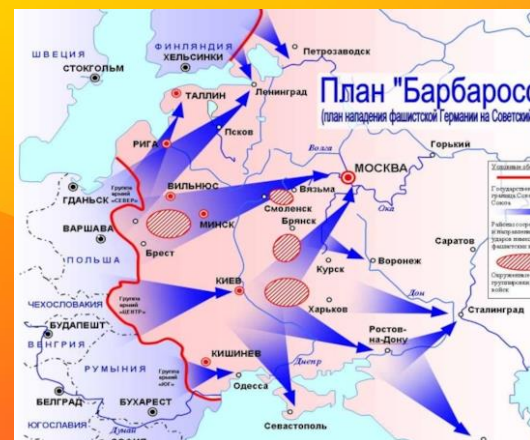 ШВЕЦИЯ
СТОКГОЛЬМ
ФИНЛЯНДИЯ
ХЕЛЬСИНКИ
Петрозаводск
План "Барбаросс
(план нападения фашистской Германии на Советский
ТАЛЛИН
Ленинград
Псков
РИГА
Волга
Горький
МОСКВА
ВИЛЬНЮС
Вязьма
Ока
ГДАНЬСК
Группа
армий
«СЕВЕР»
МИНСК
Смоленск
Брянск
ВАРШАВА
Брест
ПОЛЬША
Саратов
Курск
Воронеж
КИЕВ
ЧЕХОСЛОВАКИЯ
Группа
армий
«ЦЕНТР»
Харьков
Дон
Сталинград
БУДАПЕШТ
ВЕНГРИЯ
Ростов-
на-Дону
КИШИНЕВ
Днепр
РУМЫНИЯ
Группа
армий
«ЮГ»
Одесса
БЕЛГРАД
БУХАРЕСТ
Севастополь
ЮГОСЛАВИЯ
Дунай